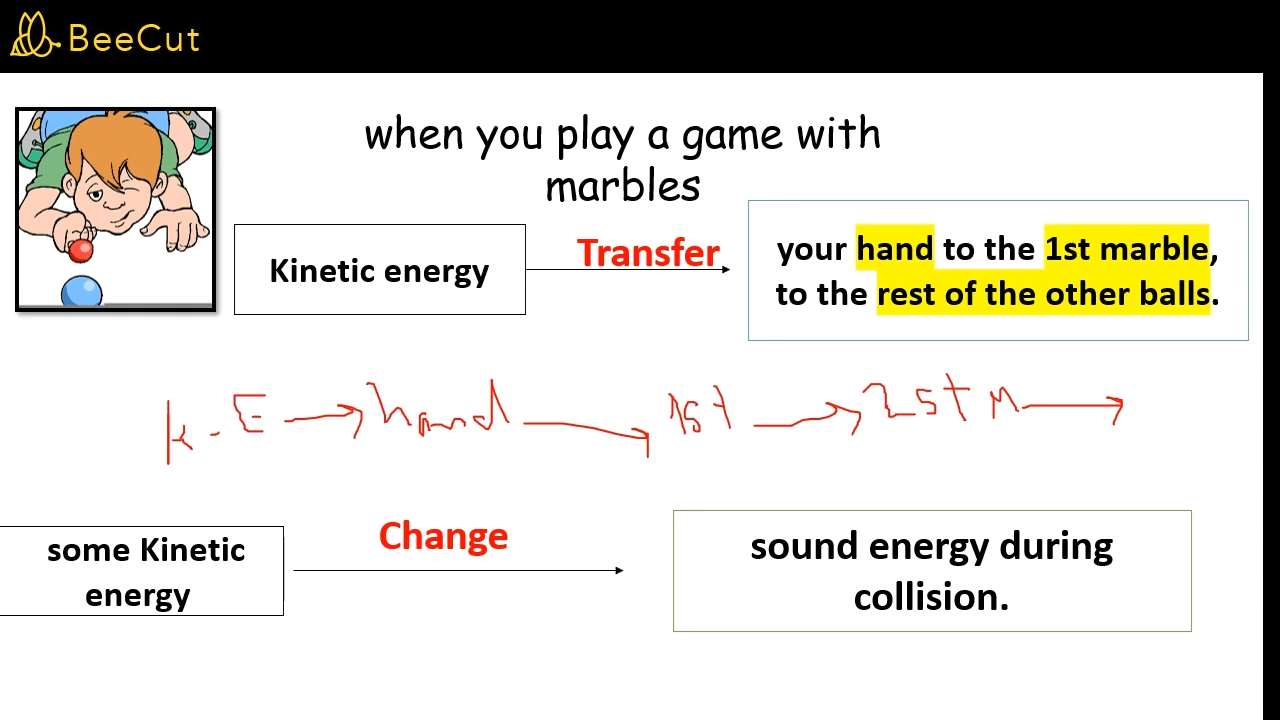 BeeCut
when you play a game with
marbles
Kinetic energy
Transfer
your hand to the 1st marble,
to the rest of the other balls.
K.E → hand → 1st → 2st M →
some Kinetic
energy
Change
sound energy during
collision.